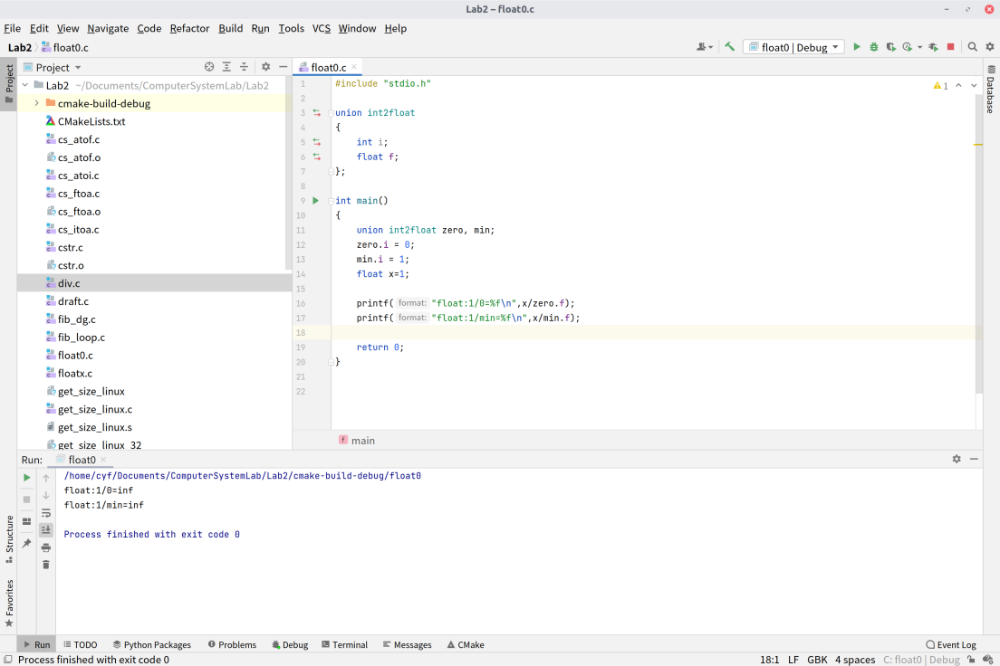 Lab2 – float0.c
File Edit View Navigate Code Refactor Build Run Tools VCS Window Help
Lab2 float0.c float0 | Debug
Project Project float0.c
Lab2 ~/Documents/ComputerSystemLab/Lab2
cmake-build-debug
CMakeLists.txt
cs_atof.c
cs_atof.o
cs_atoi.c
cs_ftoa.c
cs_ftoa.o
cs_itoa.c
cstr.c
cstr.o
div.c
draft.c
fib_dg.c
fib_loop.c
float0.c
floatx.c
get_size_linux
get_size_linux.c
get_size_linux.s
get_size_linux_32
1 #include "stdio.h"
2
3 union int2float
4 {
5 int i;
6 float f;
7 };
8
9 int main()
10 {
11 union int2float zero, min;
12 zero.i = 0;
13 min.i = 1;
14 float x=1;
15
16 printf( format: "float:1/0=%f\n",x/zero.f);
17 printf( format: "float:1/min=%f\n",x/min.f);
18
19 return 0;
20 }
21
22
1
Database
f main
Run: float0
/home/cyf/Documents/ComputerSystemLab/Lab2/cmake-build-debug/float0
float:1/0=inf
float:1/min=inf
Process finished with exit code 0
Structure
Favorites
Run TODO Python Packages Problems Debug Terminal Messages CMake Event Log
Process finished with exit code 0 18:1 LF GBK 4 spaces C: float0 | Debug